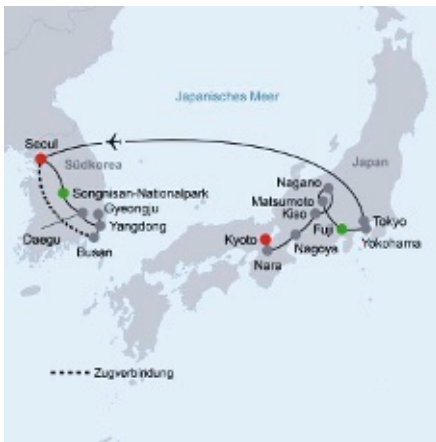 Japanisches Meer
Seoul
Südkorea
Japan
Songnisan-Nationalpark
Nagano
Gyeongju
Matsumoto
Kiso
Tokyo
Yangdong
Fuji
Daegu
Kyoto
Yokohama
Busan
Nagoya
Nara
Zugverbindung